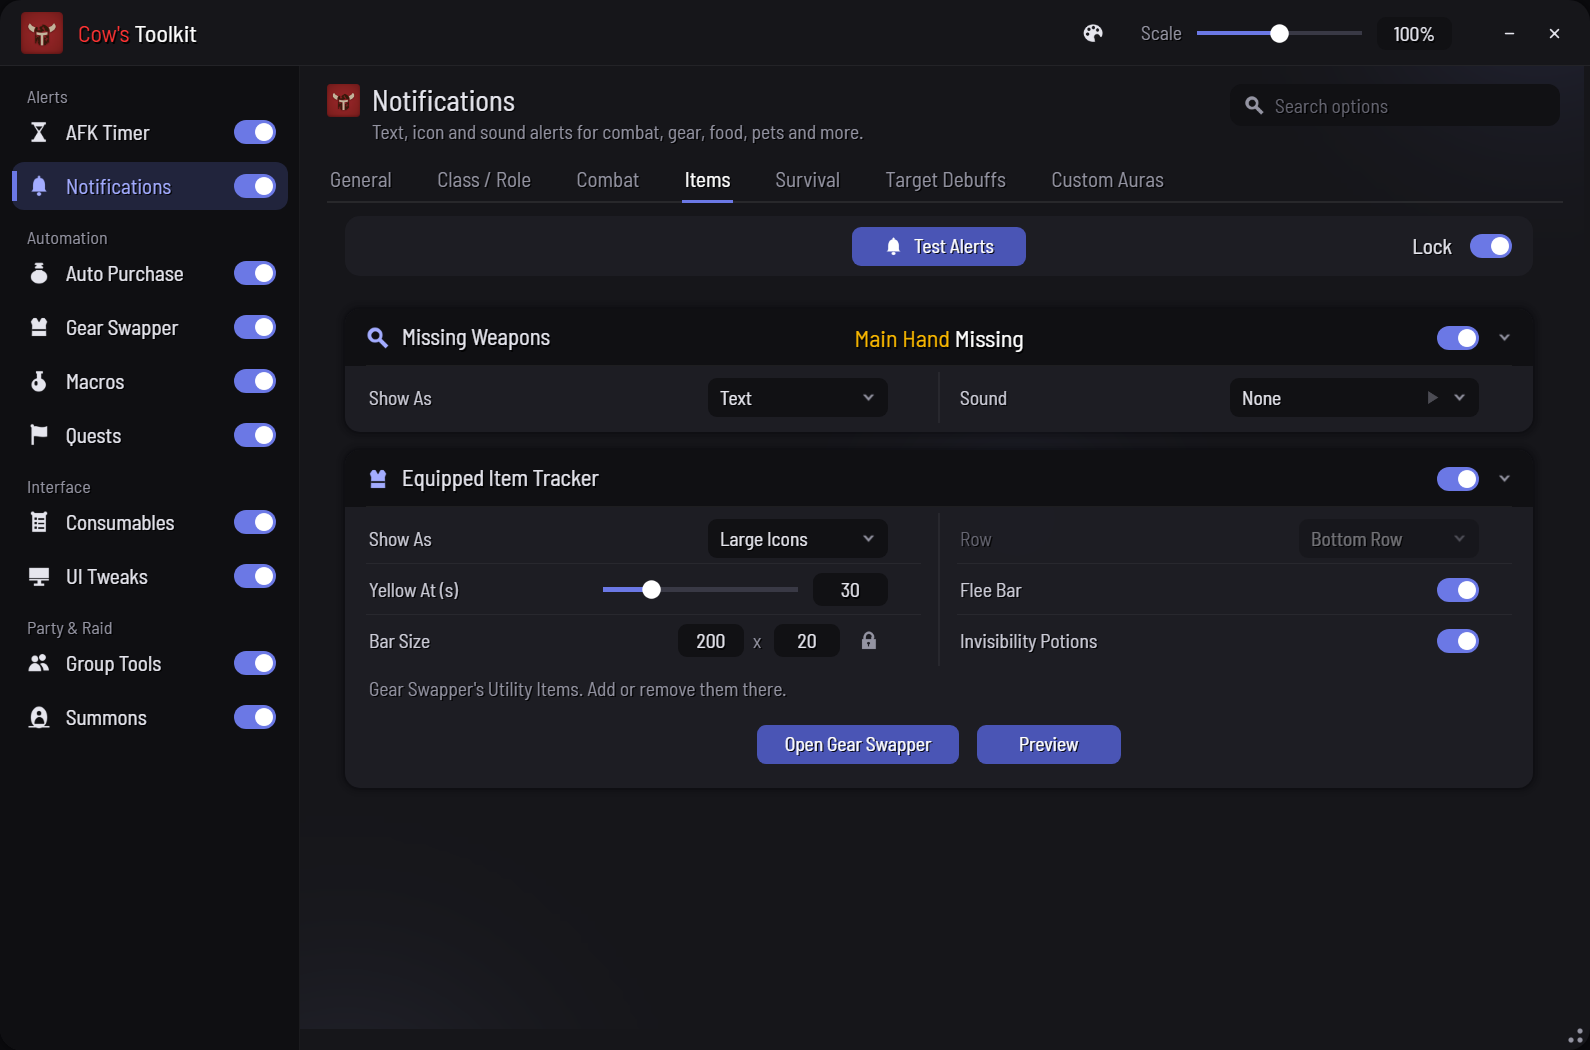 Cow's Toolkit
Scale
100%
Alerts
AFK Timer
Notifications
Automation
Auto Purchase
Gear Swapper
Macros
Quests
Interface
Consumables
UI Tweaks
Party & Raid
Group Tools
Summons
Notifications
Text, icon and sound alerts for combat, gear, food, pets and more.
Search options
General Class / Role Combat Items Survival Target Debuffs Custom Auras
Test Alerts
Lock
Missing Weapons
Main Hand Missing
Show As Text Sound None
Equipped Item Tracker
Show As Large Icons Row Bottom Row
Yellow At (s) 30 Flee Bar
Bar Size 200 x 20 Invisibility Potions
Gear Swapper's Utility Items. Add or remove them there.
Open Gear Swapper Preview